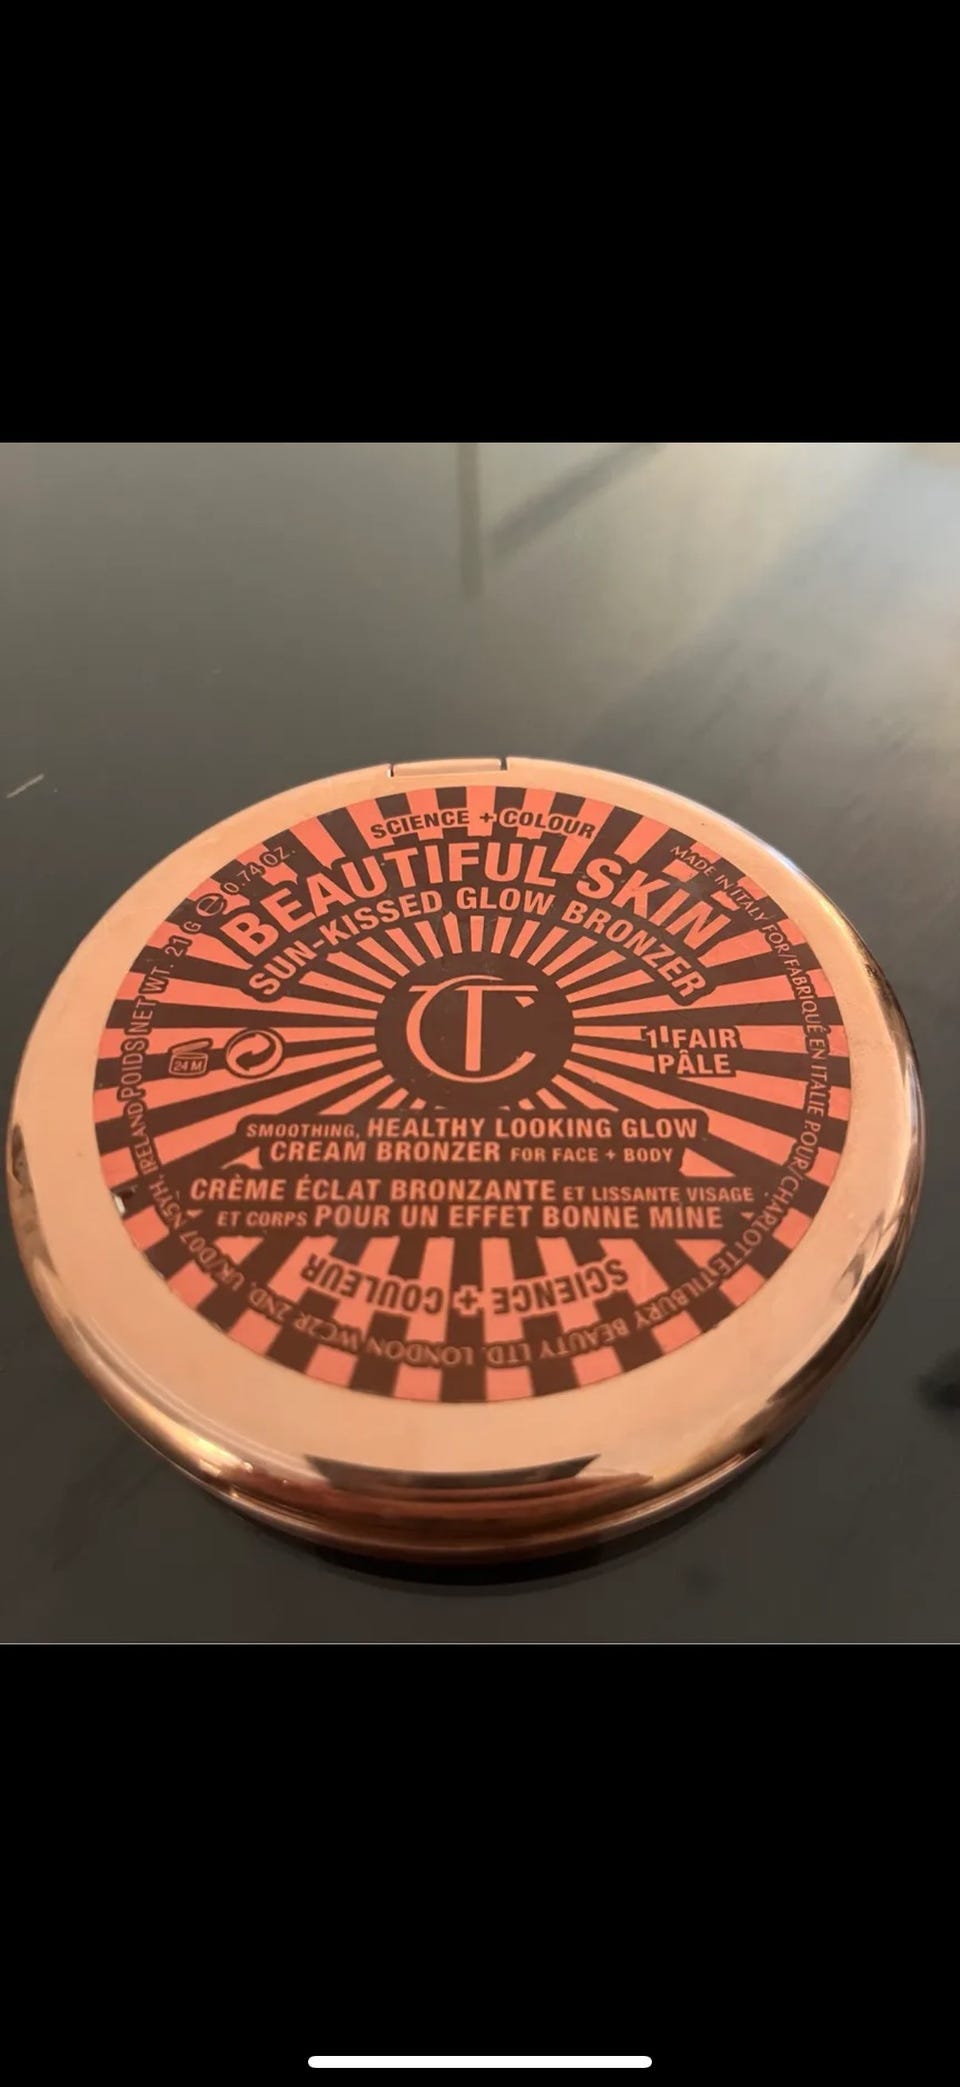 SCIENCE + COLOUR
BEAUTIFUL SKIN
SUN-KISSED GLOW BRONZER
CT
1 FAIR
PÂLE
24 M
SMOOTHING, HEALTHY LOOKING GLOW
CREAM BRONZER FOR FACE + BODY
CRÈME ÉCLAT BRONZANTE ET LISSANTE VISAGE
ET CORPS POUR UN EFFET BONNE MINE
SCIENCE + COULEUR
MADE IN ITALY FOR/FABRIQUÉ EN ITALIE POUR/CHARLOTTE TILBURY BEAUTY LTD. LONDON WC2R 2ND, UK/D07 N5YH, IRELAND
POIDS NET WT. 21 G e 0.74 OZ.